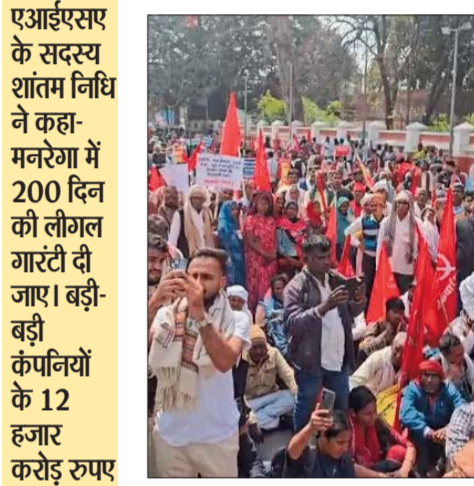 एआईएसए
के सदस्य
शांतम निधि
ने कहा-
मनरेगा में
200 दिन
की लीगल
गारंटी दी
जाए। बड़ी-
बड़ी
कंपनियों
के 12
हजार
करोड़ रुपए